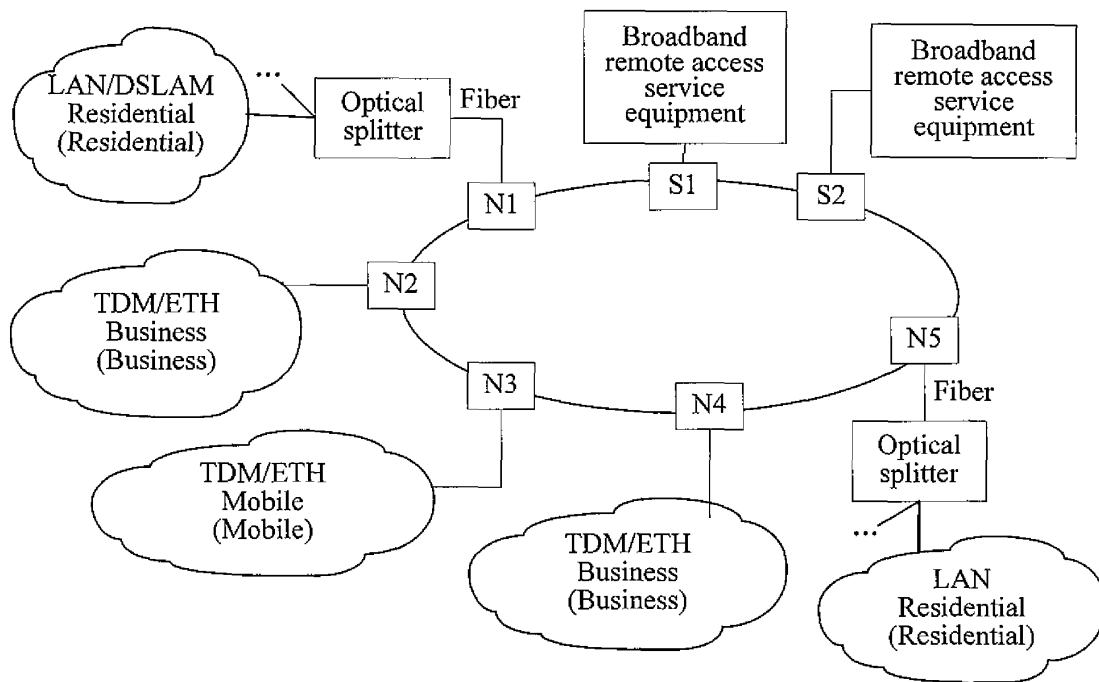 LAN/DSLAM
Residential
(Residential)
...
Optical
splitter
Fiber
Broadband
remote access
service
equipment
Broadband
remote access
service
equipment
N1
S1
S2
TDM/ETH
Business
(Business)
N2
N5
Fiber
N3
N4
TDM/ETH
Mobile
(Mobile)
Optical
splitter
...
TDM/ETH
Business
(Business)
LAN
Residential
(Residential)